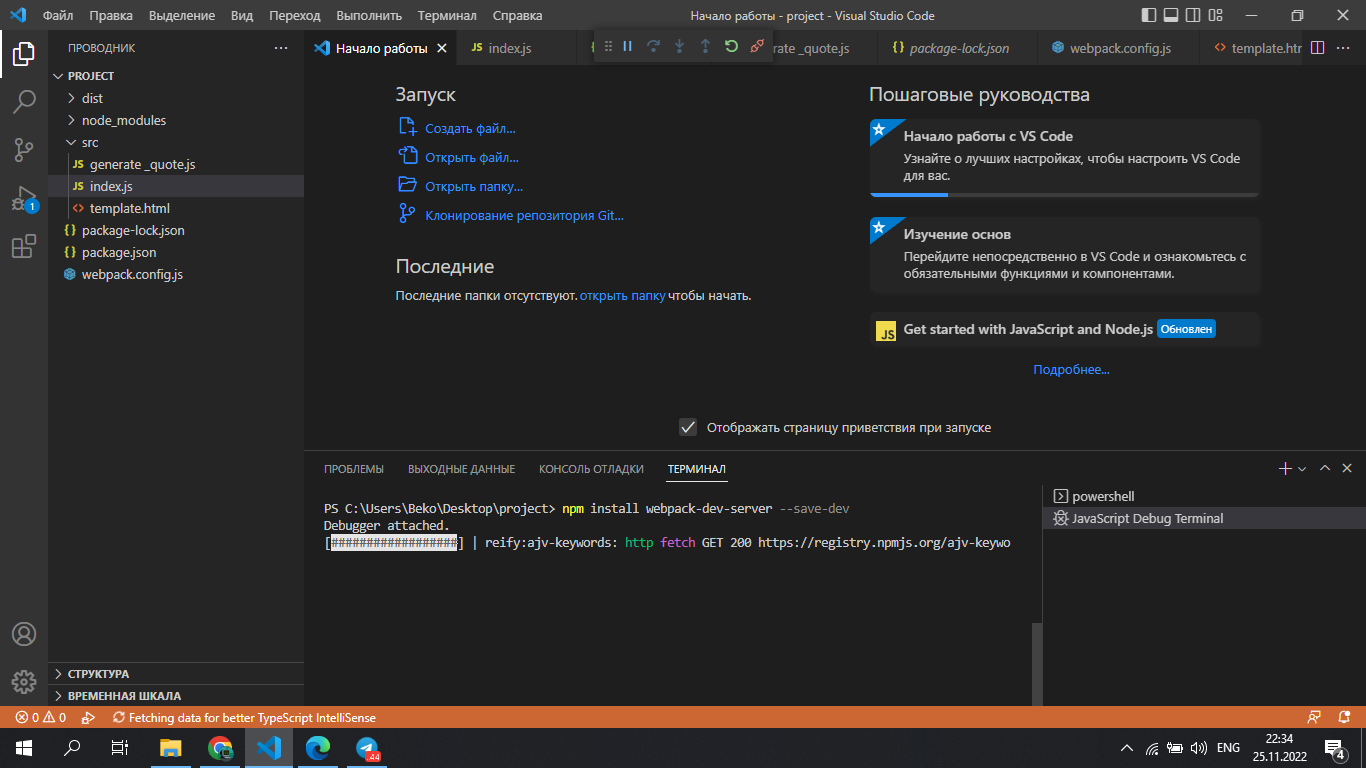 Файл Правка Выделение Вид Переход Выполнить Терминал Справка
Начало работы - project - Visual Studio Code
ПРОВОДНИК
PROJECT
dist
node_modules
src
JS generate _quote.js
JS index.js
<> template.html
{} package-lock.json
{} package.json
webpack.config.js
СТРУКТУРА
ВРЕМЕННАЯ ШКАЛА
1
Начало работы
JS index.js
_quote.js
{} package-lock.json
webpack.config.js
<> template.htr
Запуск
Создать файл...
Открыть файл...
Открыть папку...
Клонирование репозитория Git...
Последние
Последние папки отсутствуют. открыть папку чтобы начать.
Пошаговые руководства
Начало работы с VS Code
Узнайте о лучших настройках, чтобы настроить VS Code
для вас.
Изучение основ
Перейдите непосредственно в VS Code и ознакомьтесь с
обязательными функциями и компонентами.
JS Get started with JavaScript and Node.js Обновлен
Подробнее...
Отображать страницу приветствия при запуске
ПРОБЛЕМЫ ВЫХОДНЫЕ ДАННЫЕ КОНСОЛЬ ОТЛАДКИ ТЕРМИНАЛ
PS C:\Users\Beko\Desktop\project> npm install webpack-dev-server --save-dev
Debugger attached.
[##################] | reify:ajv-keywords: http fetch GET 200 https://registry.npmjs.org/ajv-keywo
powershell
JavaScript Debug Terminal
0 0 Fetching data for better TypeScript IntelliSense
44
ENG
22:34
25.11.2022
4